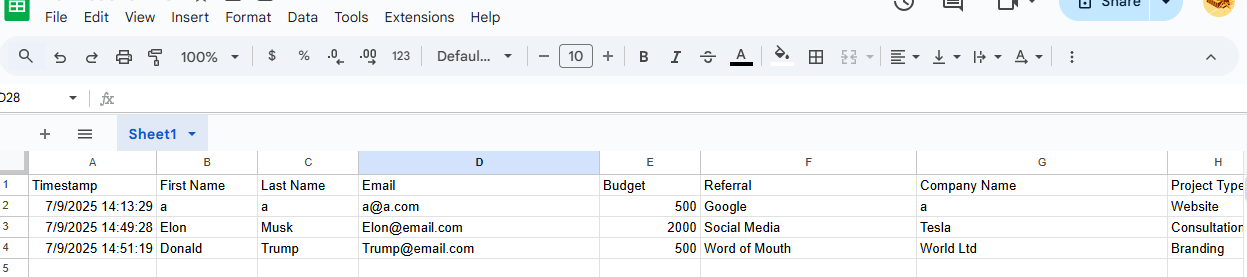 Share
File Edit View Insert Format Data Tools Extensions Help
100% $ % .0 .00 123 Defaul... 10 B I A A
D28 fx
Sheet1
A B C D E F G H
1 Timestamp First Name Last Name Email Budget Referral Company Name Project Type
2 7/9/2025 14:13:29 a a a@a.com 500 Google a Website
3 7/9/2025 14:49:28 Elon Musk Elon@email.com 2000 Social Media Tesla Consultation
4 7/9/2025 14:51:19 Donald Trump Trump@email.com 500 Word of Mouth World Ltd Branding
5